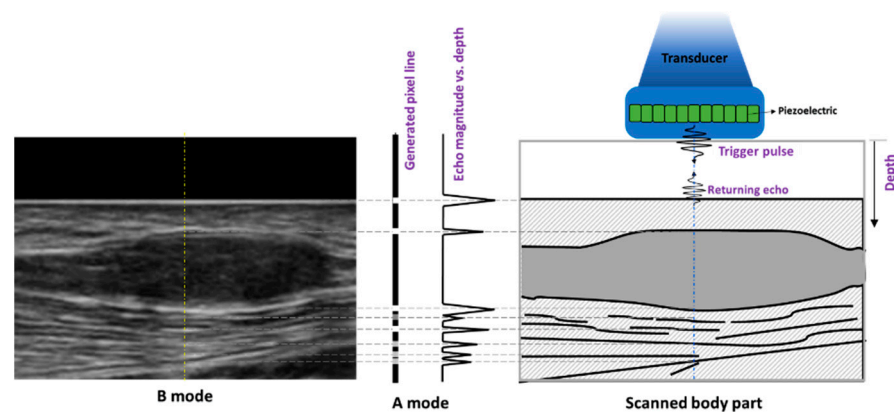 Transducer
Piezoelectric
Trigger pulse
Returning echo
Depth
Generated pixel line
Echo magnitude vs. depth
B mode
A mode
Scanned body part